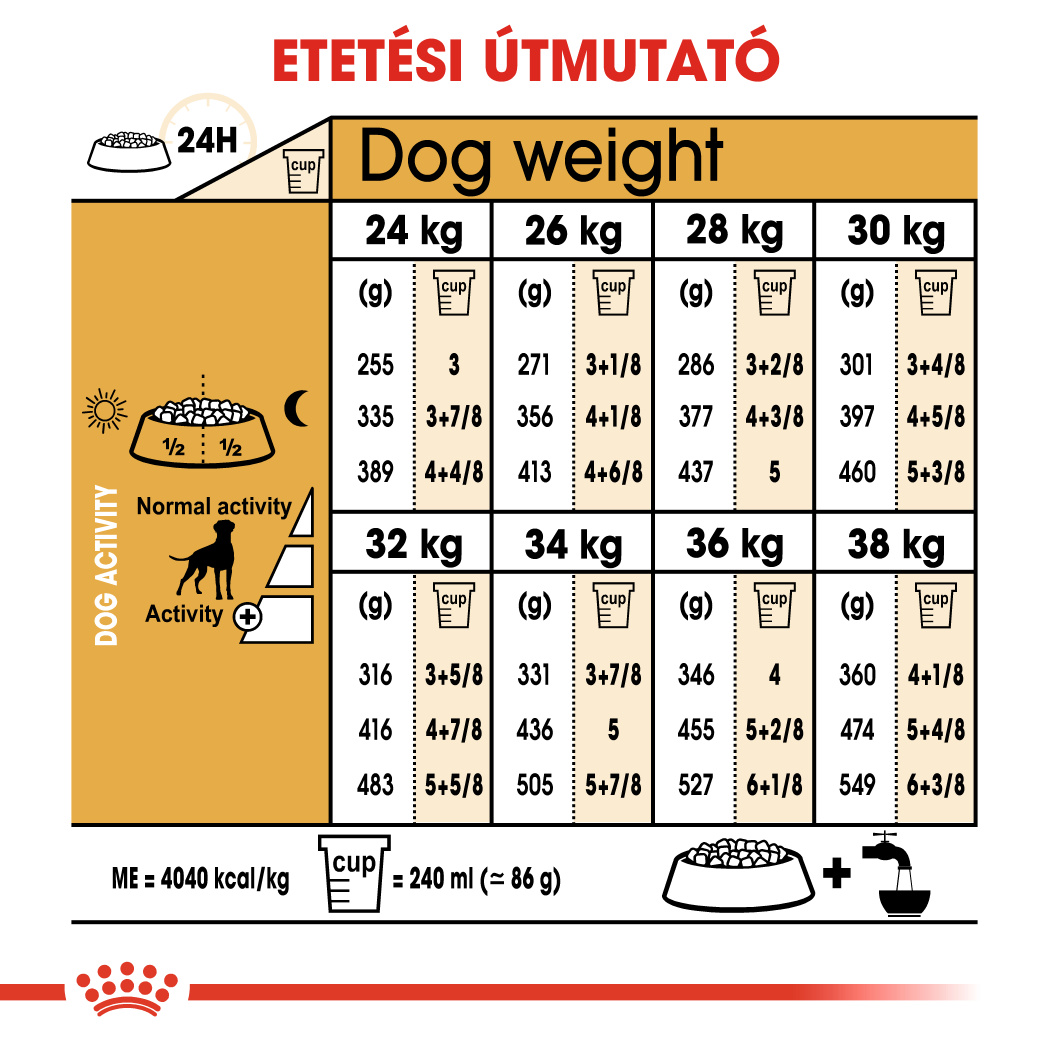 ETETÉSI ÚTMUTATÓ
24H
cup
Dog weight
24 kg 26 kg 28 kg 30 kg
(g) cup (g) cup (g) cup (g) cup
255 3 271 3+1/8 286 3+2/8 301 3+4/8
335 3+7/8 356 4+1/8 377 4+3/8 397 4+5/8
389 4+4/8 413 4+6/8 437 5 460 5+3/8
½ ½
DOG ACTIVITY
Normal activity
Activity +
32 kg 34 kg 36 kg 38 kg
(g) cup (g) cup (g) cup (g) cup
316 3+5/8 331 3+7/8 346 4 360 4+1/8
416 4+7/8 436 5 455 5+2/8 474 5+4/8
483 5+5/8 505 5+7/8 527 6+1/8 549 6+3/8
ME = 4040 kcal/kg cup = 240 ml (≃ 86 g) +